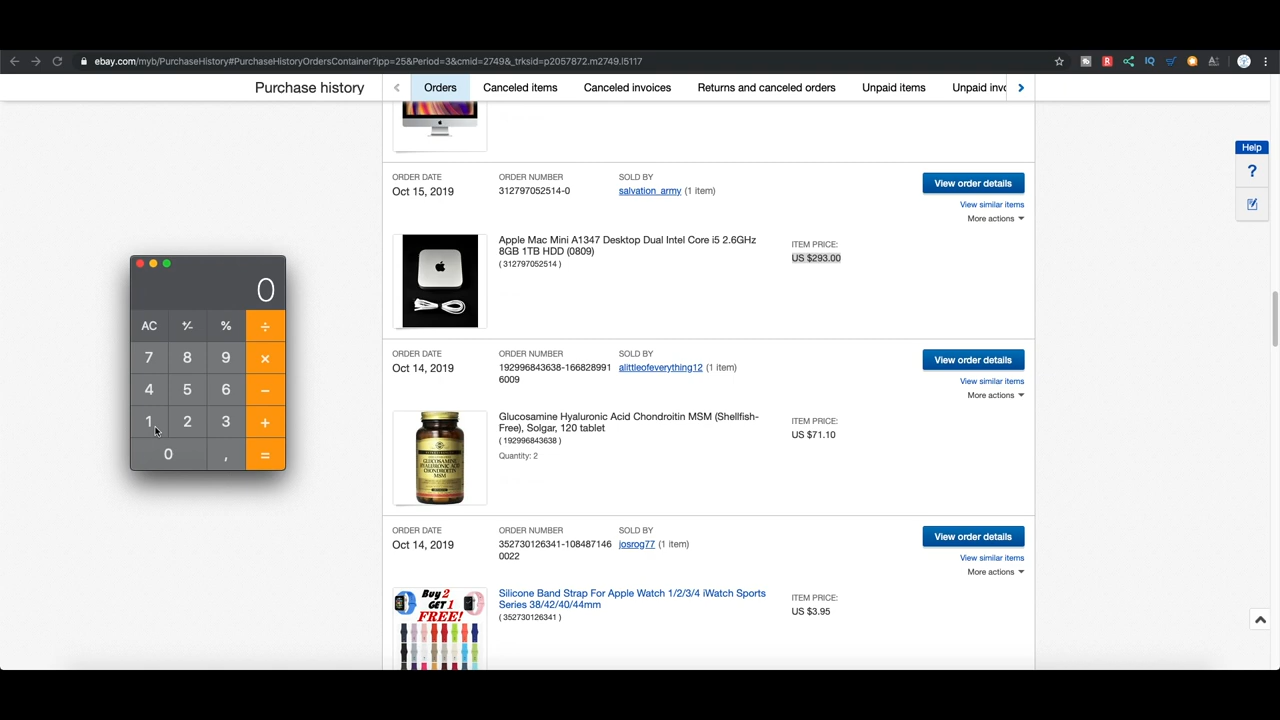 ebay.com/myb/PurchaseHistory#PurchaseHistoryOrdersContainer?ipp=25&Period=3&cmid=2749&_trksid=p2057872.m2749.l5117
Purchase history
Orders
Canceled items
Canceled invoices
Returns and canceled orders
Unpaid items
Unpaid invo
Help
?
ORDER DATE
Oct 15, 2019
ORDER NUMBER
312797052514-0
SOLD BY
salvation_army (1 item)
View order details
View similar items
More actions
Apple Mac Mini A1347 Desktop Dual Intel Core i5 2.6GHz
8GB 1TB HDD (0809)
( 312797052514 )
ITEM PRICE:
US $293.00
0
AC +⁄- % ÷
7 8 9 ×
4 5 6 −
1 2 3 +
0 , =
ORDER DATE
Oct 14, 2019
ORDER NUMBER
192996843638-166828991
6009
SOLD BY
alittleofeverything12 (1 item)
View order details
View similar items
More actions
Glucosamine Hyaluronic Acid Chondroitin MSM (Shellfish-
Free), Solgar, 120 tablet
( 192996843638 )
Quantity: 2
ITEM PRICE:
US $71.10
ORDER DATE
Oct 14, 2019
ORDER NUMBER
352730126341-108487146
0022
SOLD BY
josrog77 (1 item)
View order details
View similar items
More actions
Buy 2
GET 1
FREE!
Silicone Band Strap For Apple Watch 1/2/3/4 iWatch Sports
Series 38/42/40/44mm
( 352730126341 )
ITEM PRICE:
US $3.95